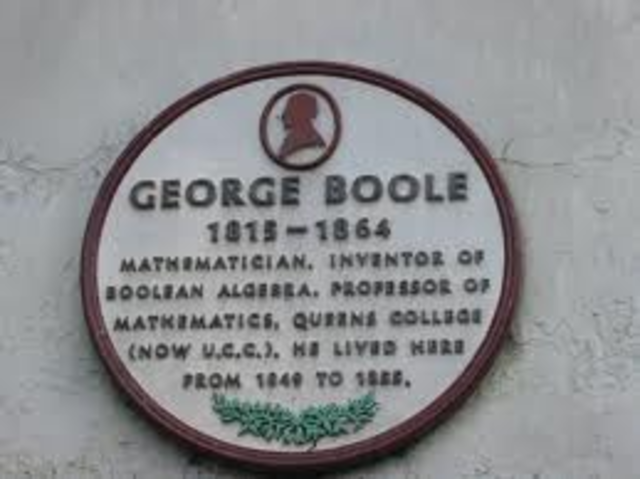 GEORGE BOOLE
1815-1864
MATHEMATICIAN. INVENTOR OF
BOOLEAN ALGEBRA. PROFESSOR OF
MATHEMATICS, QUEENS COLLEGE
(NOW U.C.C.). HE LIVED HERE
FROM 1849 TO 1855.